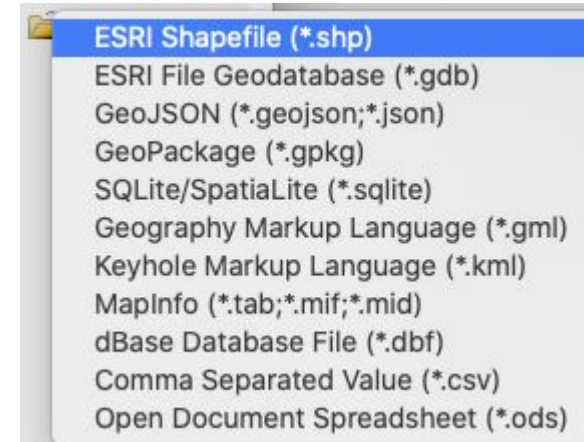 ESRI Shapefile (*.shp)
ESRI File Geodatabase (*.gdb)
GeoJSON (*.geojson;*.json)
GeoPackage (*.gpkg)
SQLite/SpatiaLite (*.sqlite)
Geography Markup Language (*.gml)
Keyhole Markup Language (*.kml)
MapInfo (*.tab;*.mif;*.mid)
dBase Database File (*.dbf)
Comma Separated Value (*.csv)
Open Document Spreadsheet (*.ods)